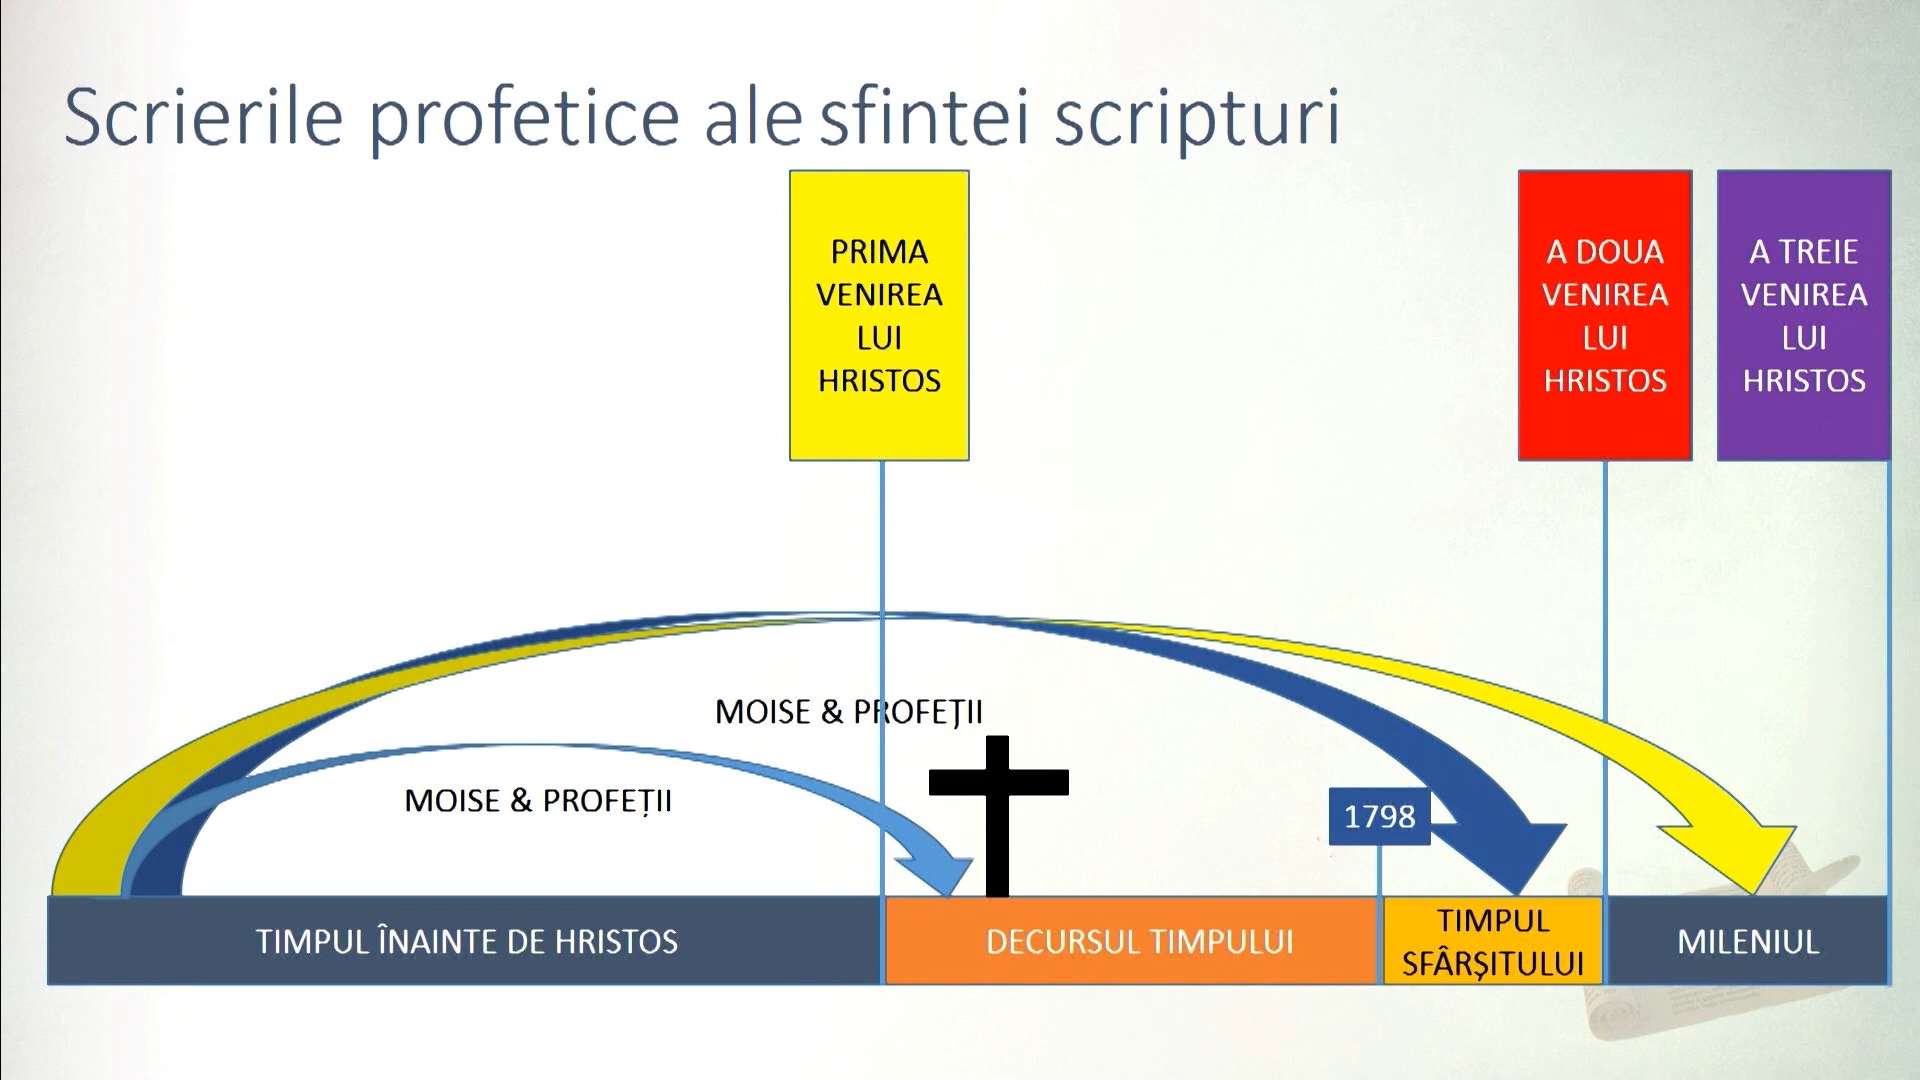 Scrierile profetice ale sfintei scripturi
PRIMA
VENIREA
LUI
HRISTOS
A DOUA
VENIREA
LUI
HRISTOS
A TREIE
VENIREA
LUI
HRISTOS
MOISE & PROFEȚII
MOISE & PROFEȚII
1798
TIMPUL ÎNAINTE DE HRISTOS
DECURSUL TIMPULUI
TIMPUL
SFÂRȘITULUI
MILENIUL